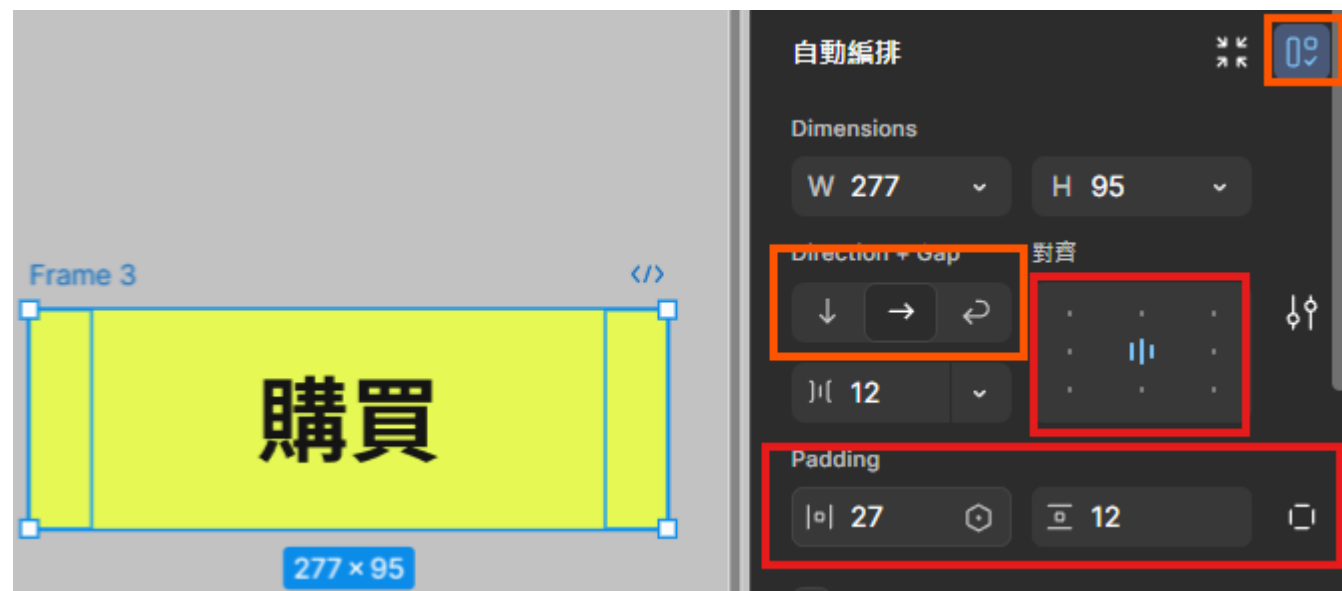 自動編排
Dimensions
W 277
H 95
Direction + Gap
對齊
Frame 3
12
購買
Padding
27
12
277 × 95